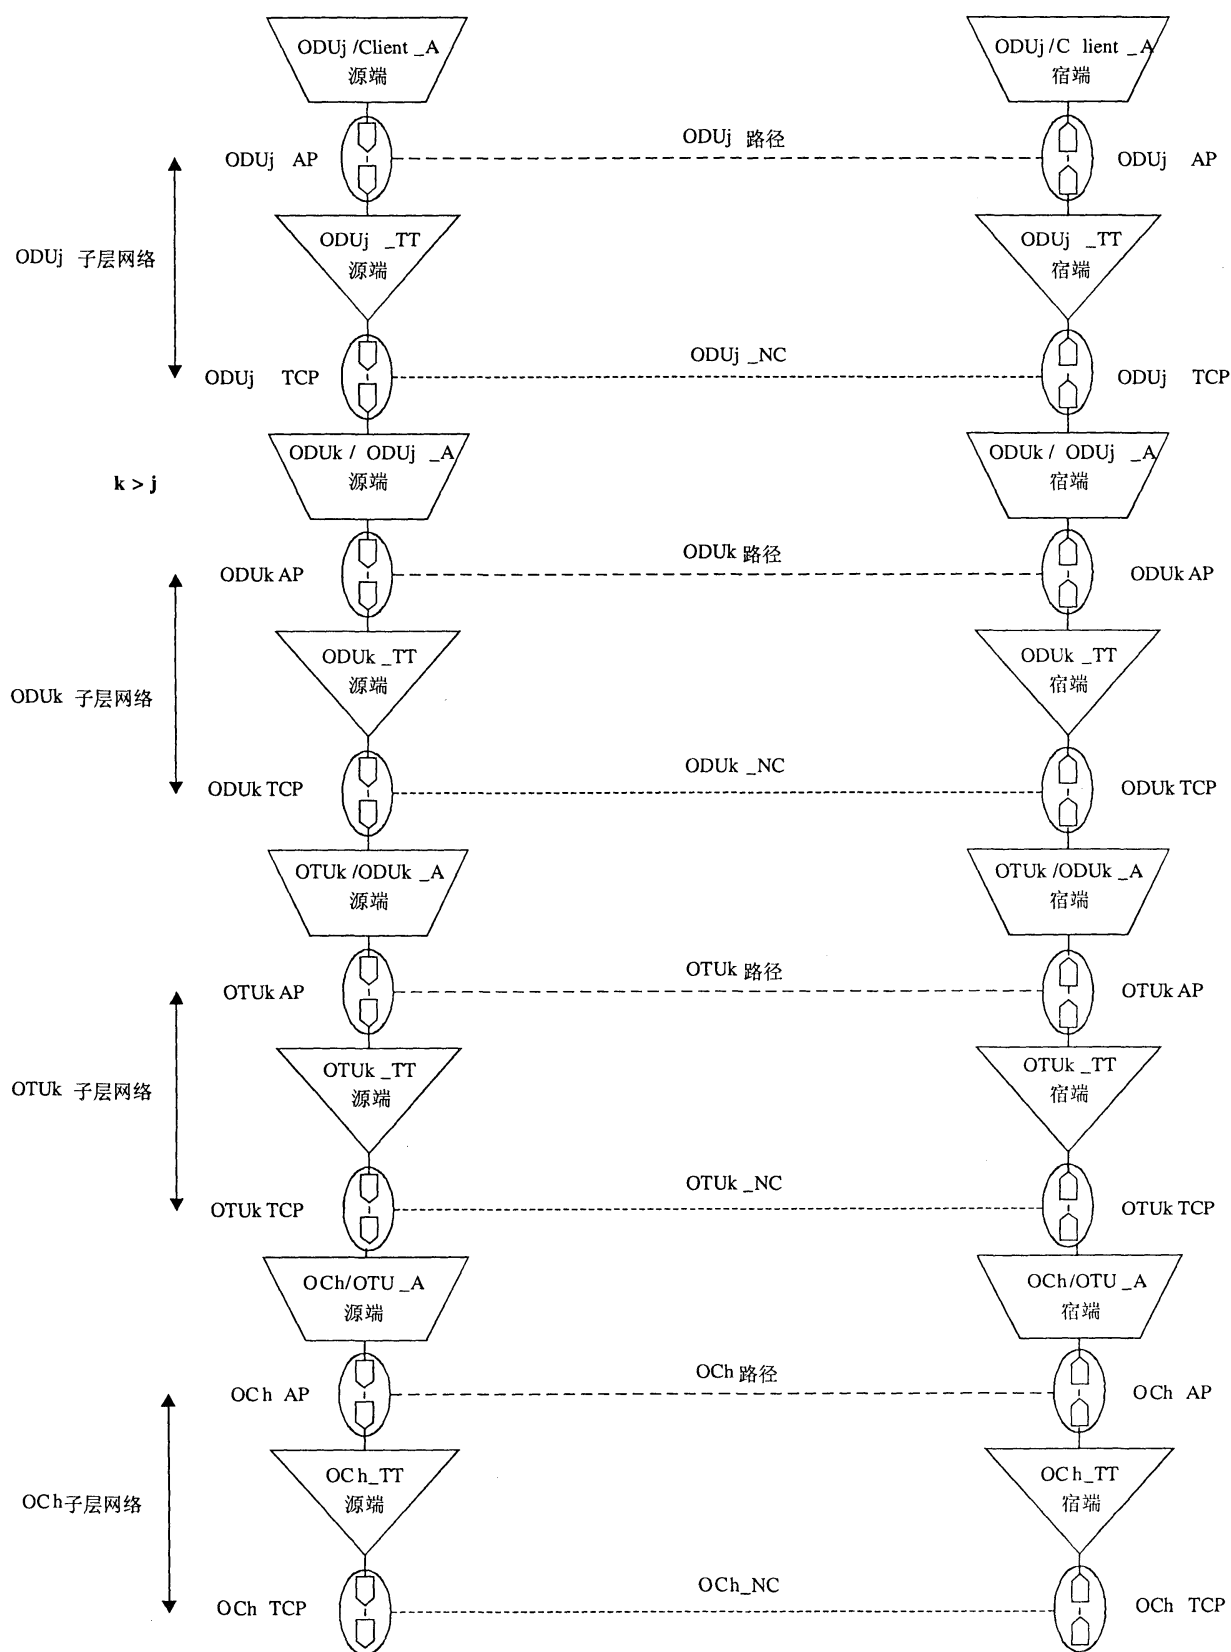 ODUj /Client _A
源端
ODUj /C lient _A
宿端
ODUj 路径
ODUj AP
ODUj AP
ODUj _TT
源端
ODUj _TT
宿端
ODUj 子层网络
ODUj _NC
ODUj TCP
ODUj TCP
ODUk / ODUj _A
源端
ODUk / ODUj _A
宿端
k > j
ODUk 路径
ODUk AP
ODUk AP
ODUk _TT
源端
ODUk _TT
宿端
ODUk 子层网络
ODUk _NC
ODUk TCP
ODUk TCP
OTUk /ODUk _A
源端
OTUk /ODUk _A
宿端
OTUk 路径
OTUk AP
OTUk AP
OTUk _TT
源端
OTUk _TT
宿端
OTUk 子层网络
OTUk _NC
OTUk TCP
OTUk TCP
OCh/OTU _A
源端
OCh/OTU _A
宿端
OCh 路径
OCh AP
OCh AP
OCh_TT
源端
OCh_TT
宿端
OCh 子层网络
OCh_NC
OCh TCP
OCh TCP